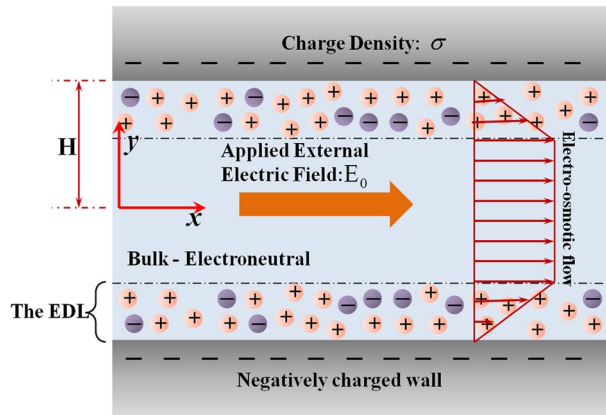 Charge Density: σ
H
y
Applied External
Electric Field:E₀
x
Bulk - Electroneutral
Electro-osmotic flow
The EDL
Negatively charged wall